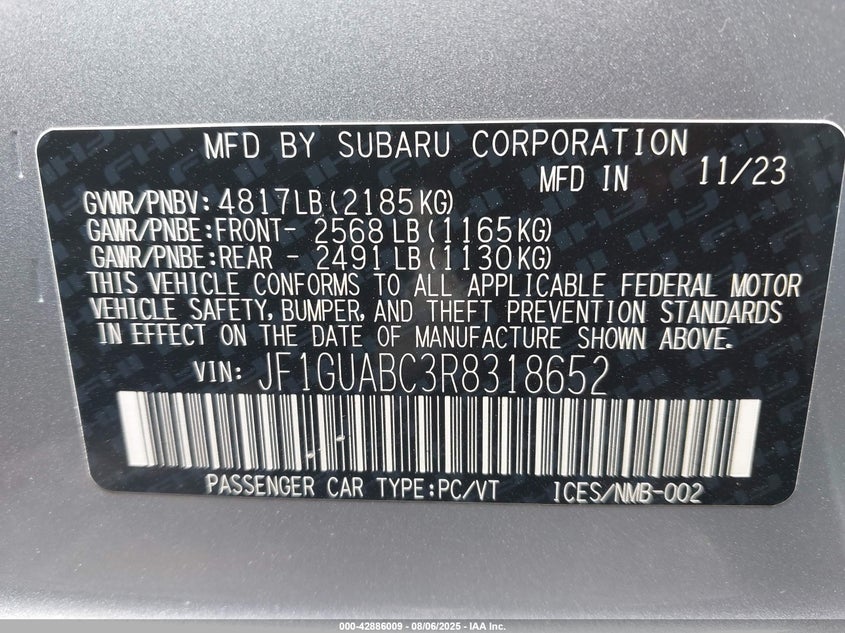 MFD BY SUBARU CORPORATION
MFD IN 11/23
GVWR/PNBV: 4817LB(2185KG)
GAWR/PNBE:FRONT- 2568 LB(1165KG)
GAWR/PNBE:REAR - 2491 LB(1130KG)
THIS VEHICLE CONFORMS TO ALL APPLICABLE FEDERAL MOTOR
VEHICLE SAFETY, BUMPER, AND THEFT PREVENTION STANDARDS
IN EFFECT ON THE DATE OF MANUFACTURE SHOWN ABOVE.
VIN: JF1GUABC3R8318652
PASSENGER CAR TYPE:PC/VT ICES/NMB-002
000-42886009 - 08/06/2025 - IAA Inc.